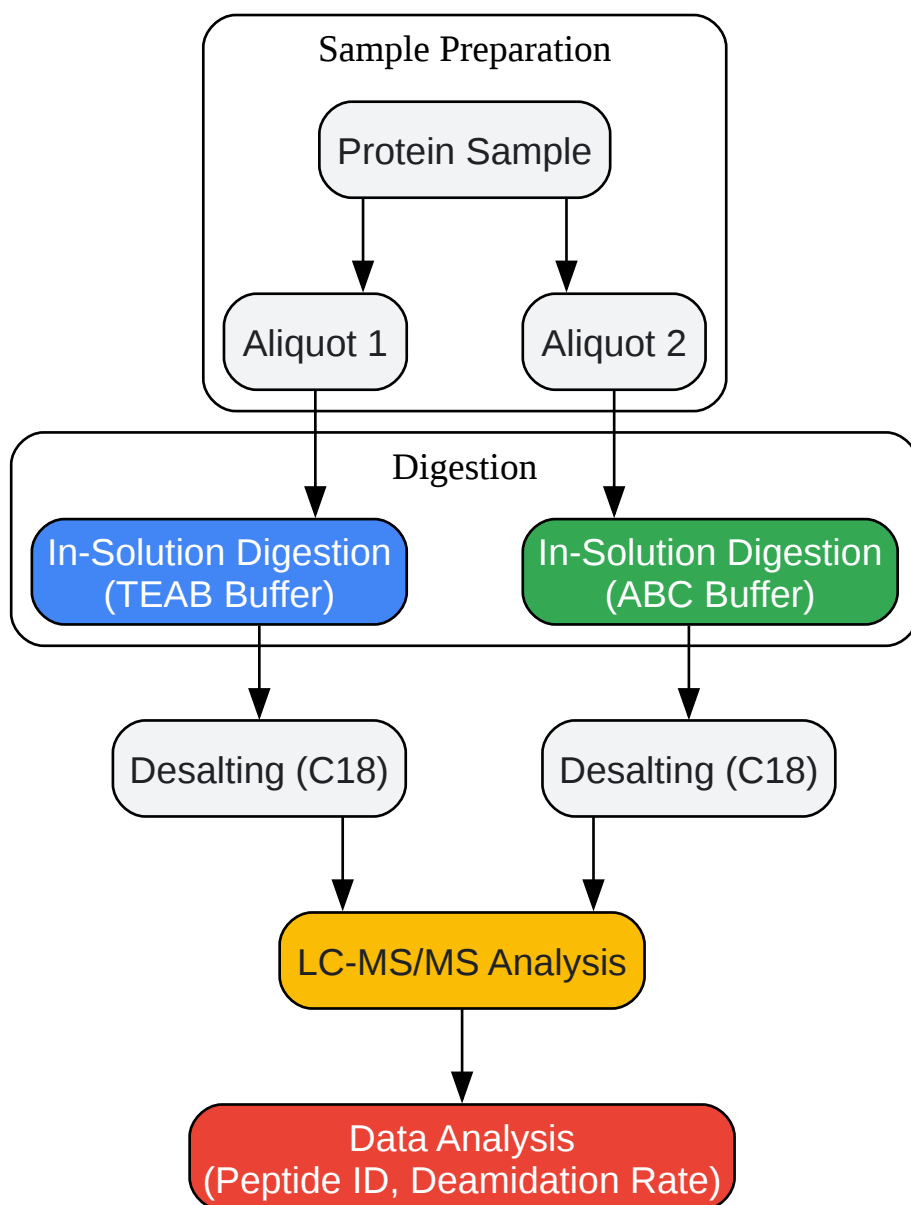 Sample Preparation
Protein Sample
Aliquot 1
Aliquot 2
Digestion
In-Solution Digestion
(TEAB Buffer)
In-Solution Digestion
(ABC Buffer)
Desalting (C18)
Desalting (C18)
LC-MS/MS Analysis
Data Analysis
(Peptide ID, Deamidation Rate)